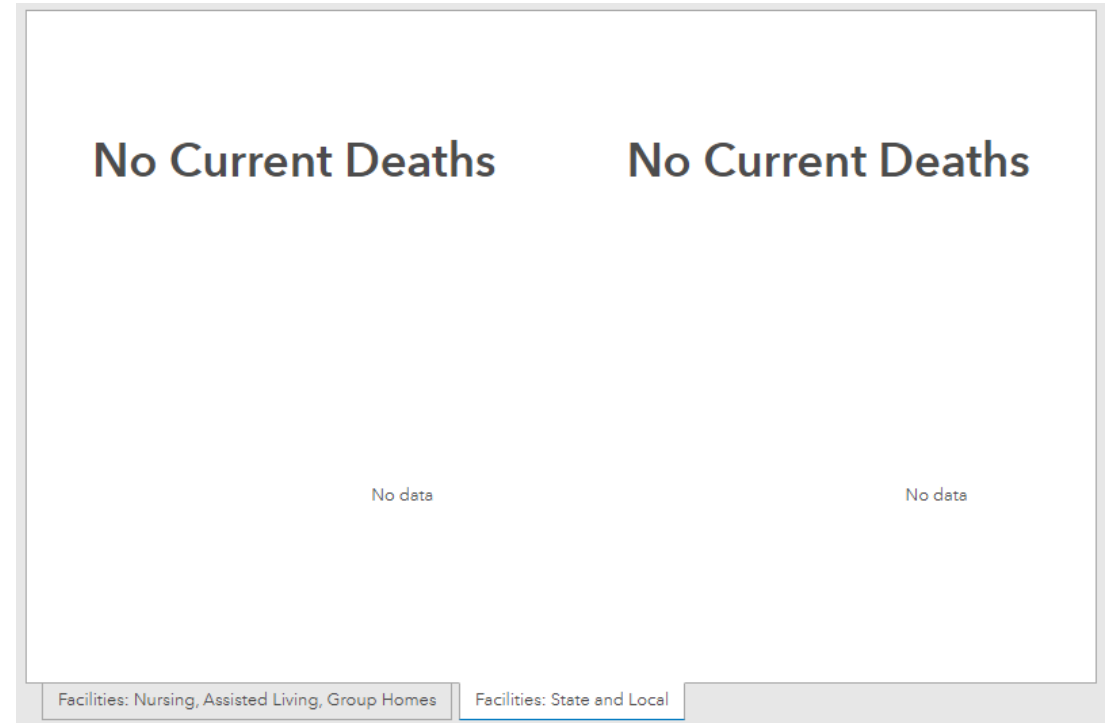 No Current Deaths
No Current Deaths
No data
No data
Facilities: Nursing, Assisted Living, Group Homes
Facilities: State and Local